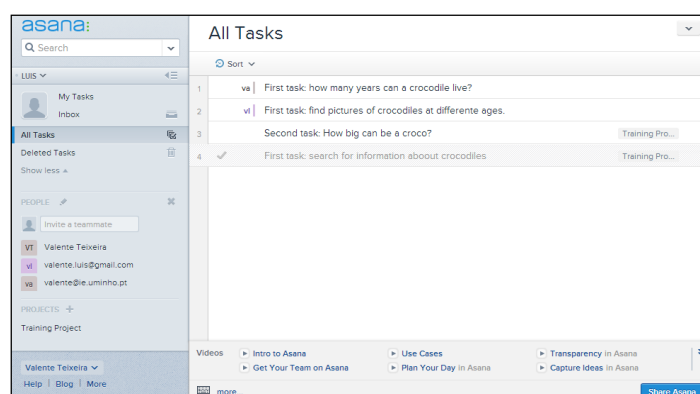 asana:
Search
LUIS
My Tasks
Inbox
All Tasks
Deleted Tasks
Show less
PEOPLE
Invite a teammate
VT Valente Teixeira
vl valente.luis@gmail.com
va valente@ie.uminho.pt
PROJECTS +
Training Project
Valente Teixeira
Help | Blog | More
All Tasks
Sort
1 va First task: how many years can a crocodile live?
2 vl First task: find pictures of crocodiles at differente ages.
3 Second task: How big can be a croco? Training Pro...
4 First task: search for information aboout crocodiles Training Pro...
Videos Intro to Asana Use Cases Transparency in Asana
Get Your Team on Asana Plan Your Day in Asana Capture Ideas in Asana
more Share Asana